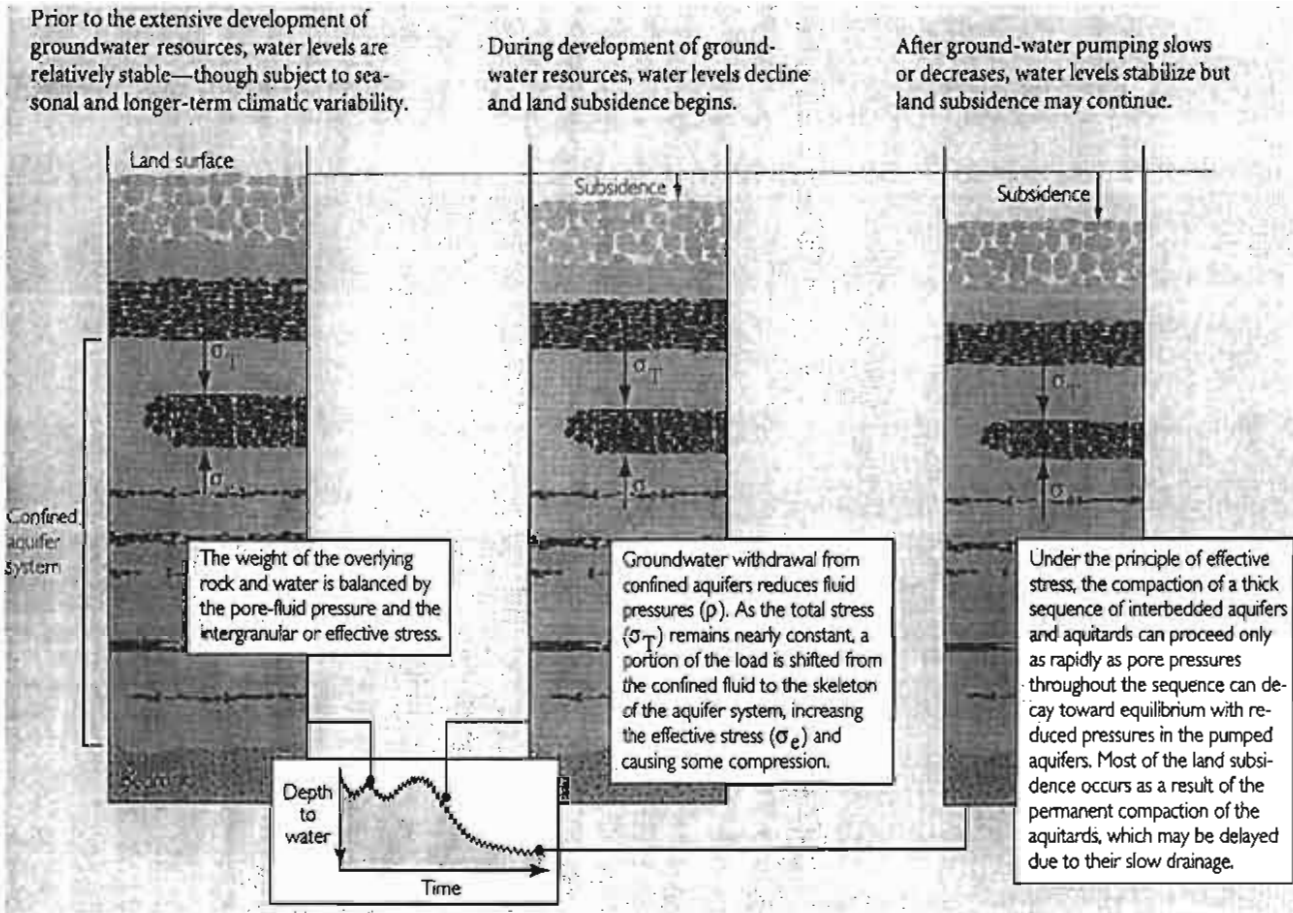 Prior to the extensive development of
groundwater resources, water levels are
relatively stable—though subject to sea-
sonal and longer-term climatic variability.
During development of ground-
water resources, water levels decline
and land subsidence begins.
After ground-water pumping slows
or decreases, water levels stabilize but
land subsidence may continue.
Land surface
Subsidence
Subsidence
σT
σT
σT
σ
σ
Confined
aquifer
system
The weight of the overlying
rock and water is balanced by
the pore-fluid pressure and the
intergranular or effective stress.
Groundwater withdrawal from
confined aquifers reduces fluid
pressures (p). As the total stress
(σT) remains nearly constant, a
portion of the load is shifted from
the confined fluid to the skeleton
of the aquifer system, increasng
the effective stress (σe) and
causing some compression.
Under the principle of effective
stress, the compaction of a thick
sequence of interbedded aquifers
and aquitards can proceed only
as rapidly as pore pressures
throughout the sequence can de-
cay toward equilibrium with re-
duced pressures in the pumped
aquifers. Most of the land subsi-
dence occurs as a result of the
permanent compaction of the
aquitards, which may be delayed
due to their slow drainage.
Depth
to
water
Time